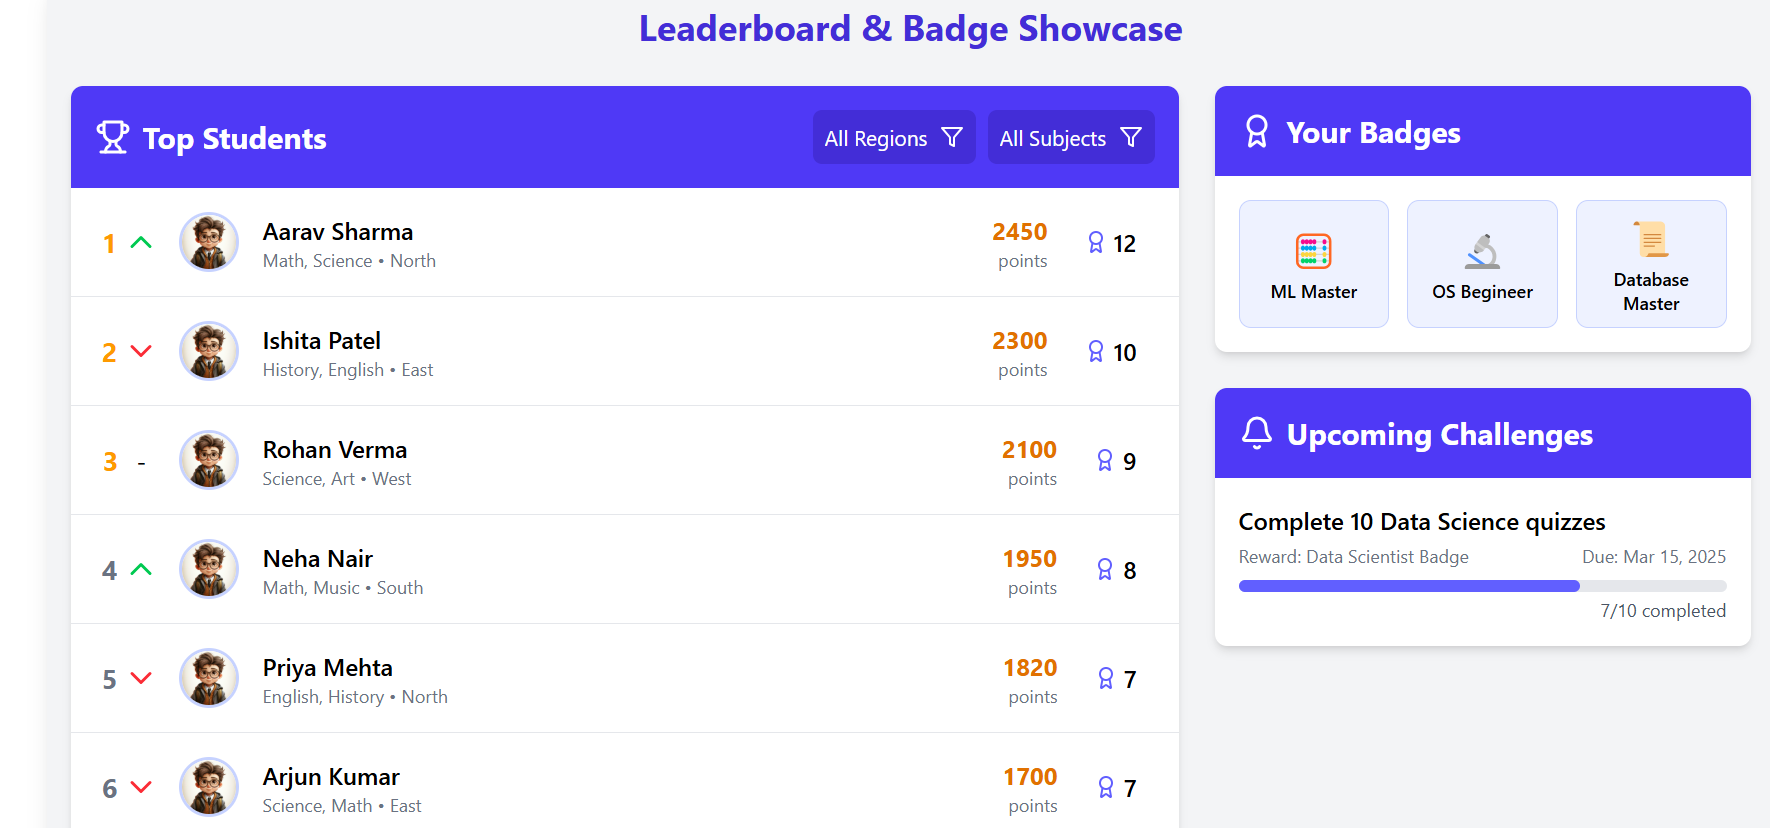 Leaderboard & Badge Showcase
Top Students
All Regions
All Subjects
1
Aarav Sharma
Math, Science • North
2450
points
12
2
Ishita Patel
History, English • East
2300
points
10
3
-
Rohan Verma
Science, Art • West
2100
points
9
4
Neha Nair
Math, Music • South
1950
points
8
5
Priya Mehta
English, History • North
1820
points
7
6
Arjun Kumar
Science, Math • East
1700
points
7
Your Badges
ML Master
OS Begineer
Database
Master
Upcoming Challenges
Complete 10 Data Science quizzes
Reward: Data Scientist Badge
Due: Mar 15, 2025
7/10 completed